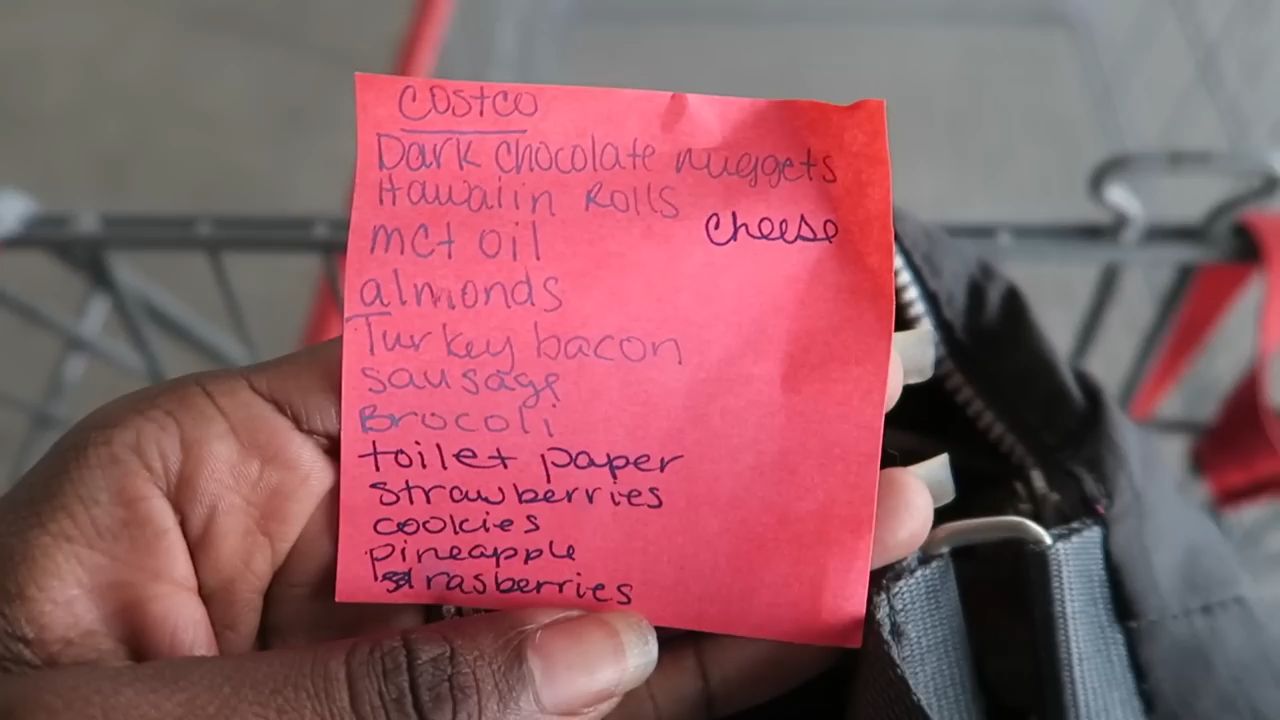 Costco
Dark chocolate nuggets
Hawaiin Rolls
cheese
mct oil
almonds
Turkey bacon
sausage
Brocoli
toilet paper
strawberries
cookies
pineapple
rasberries